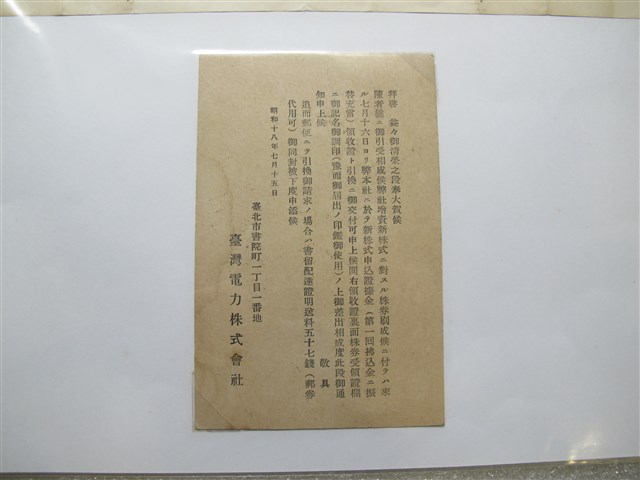 拜啓 益々御清榮之段奉大賀候
陳者豫ニ御引受相成候弊社增資新株式ニ對スル株券刷成候ニ付テハ來
ル七月十六日ヨリ弊本社ニ於テ新株式申込證據金(第一回拂込金ニ振
替充當)領收證ト引換ニ御交付可申上候間右領收證裏面株券受領證欄
ニ御記名御調印(豫而御届出ノ印鑑御使用)ノ上御差出相成度此段御通
知申上候 敬具
追而郵便ニテ引換御請求ノ場合ハ書留配達證明送料五十七錢(郵券
代用可)御同封被下度申添候
昭和十八年七月十五日
臺北市書院町一丁目一番地
臺灣電力株式會社